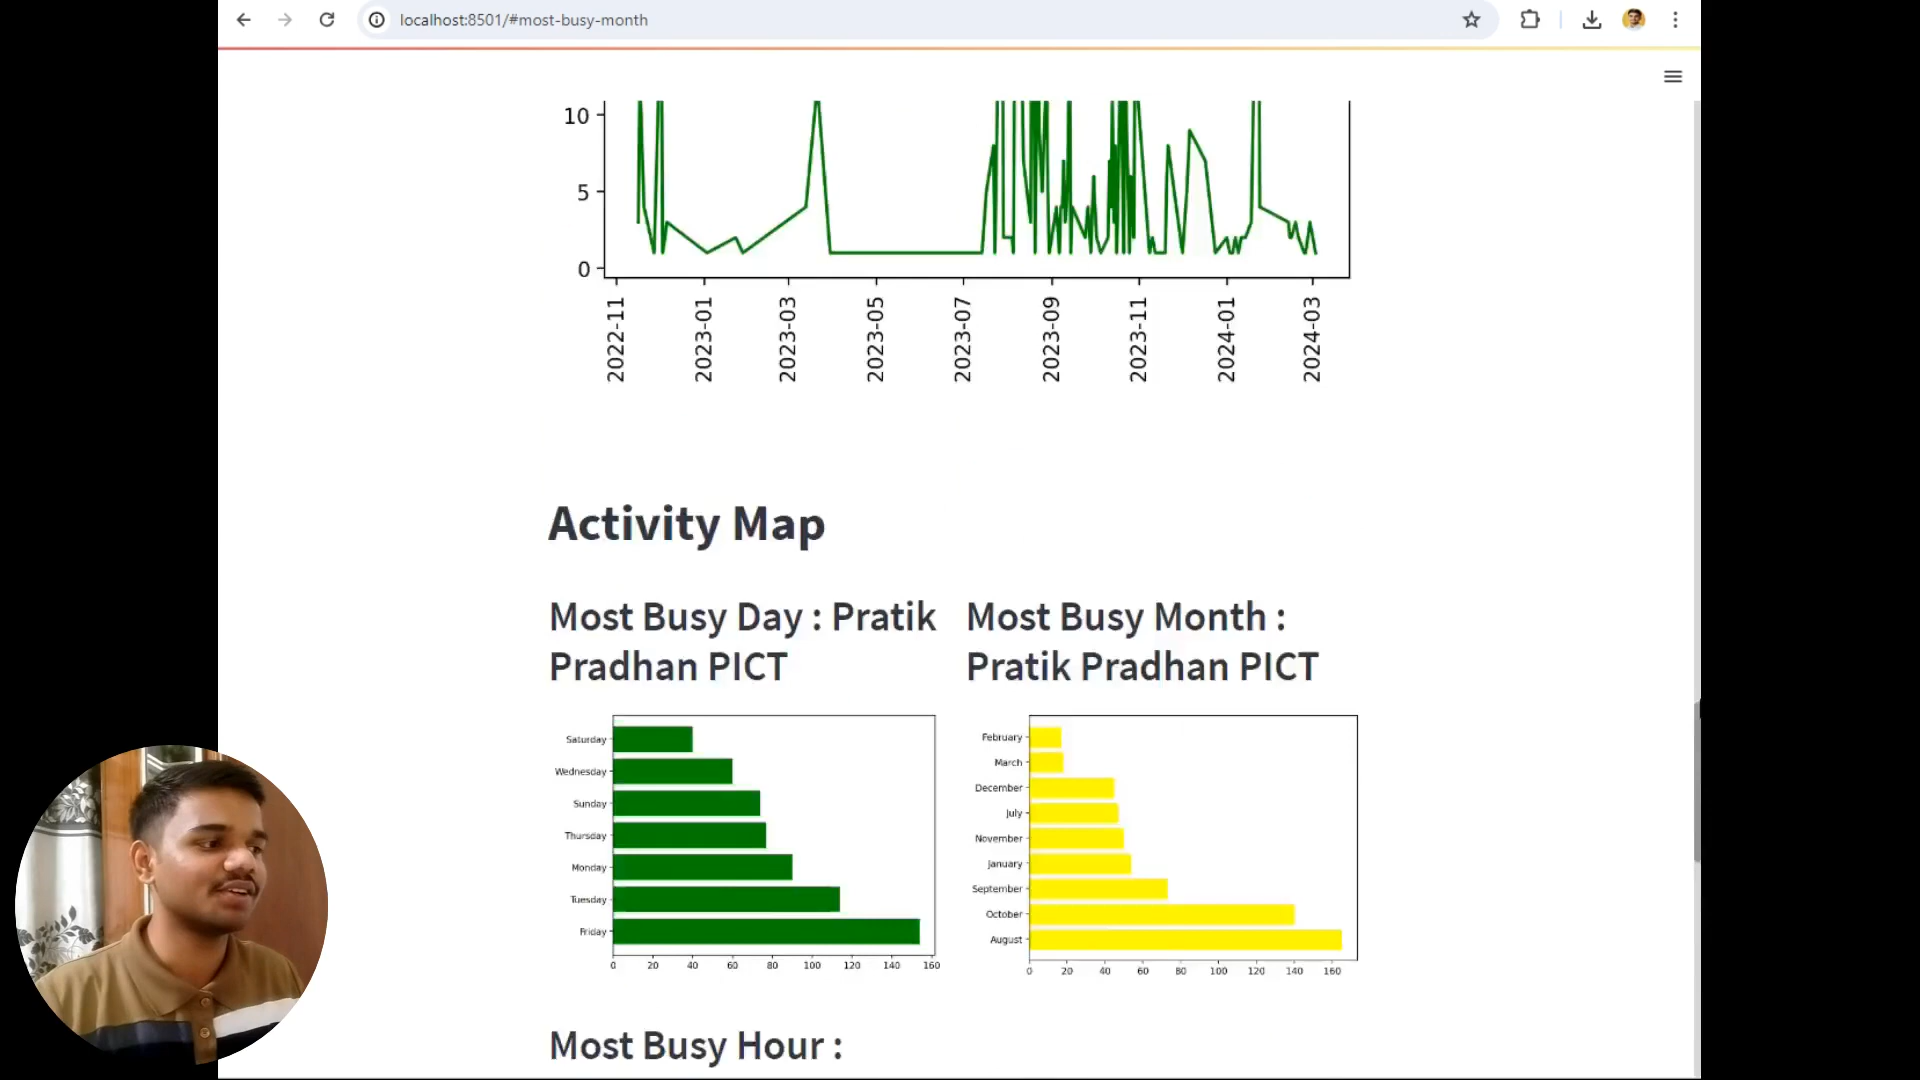 localhost:8501/#most-busy-month
10
5
0
2022-11
2023-01
2023-03
2023-05
2023-07
2023-09
2023-11
2024-01
2024-03
Activity Map
Most Busy Day : Pratik
Pradhan PICT
Most Busy Month :
Pratik Pradhan PICT
Saturday
Wednesday
Sunday
Thursday
Monday
Tuesday
Friday
0 20 40 60 80 100 120 140 160
February
March
December
July
November
January
September
October
August
0 20 40 60 80 100 120 140 160
Most Busy Hour :